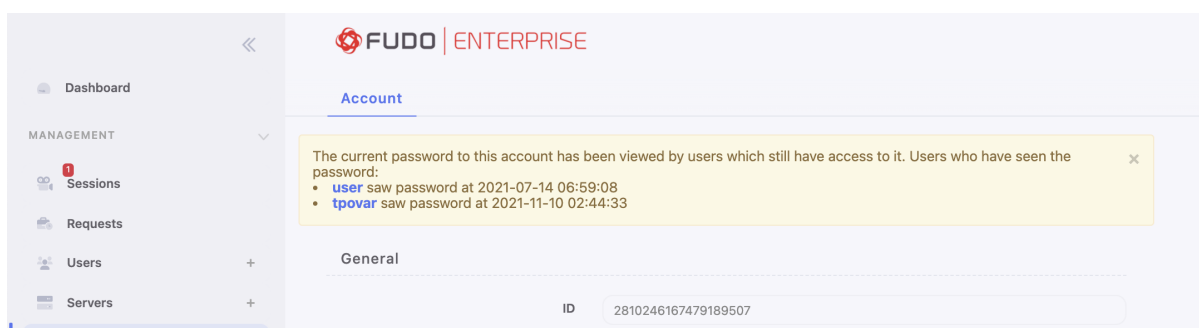 FUDO ENTERPRISE
Dashboard
Account
MANAGEMENT
The current password to this account has been viewed by users which still have access to it. Users who have seen the
password:
• user saw password at 2021-07-14 06:59:08
• tpovar saw password at 2021-11-10 02:44:33
1
Sessions
Requests
Users +
Servers +
General
ID 2810246167479189507